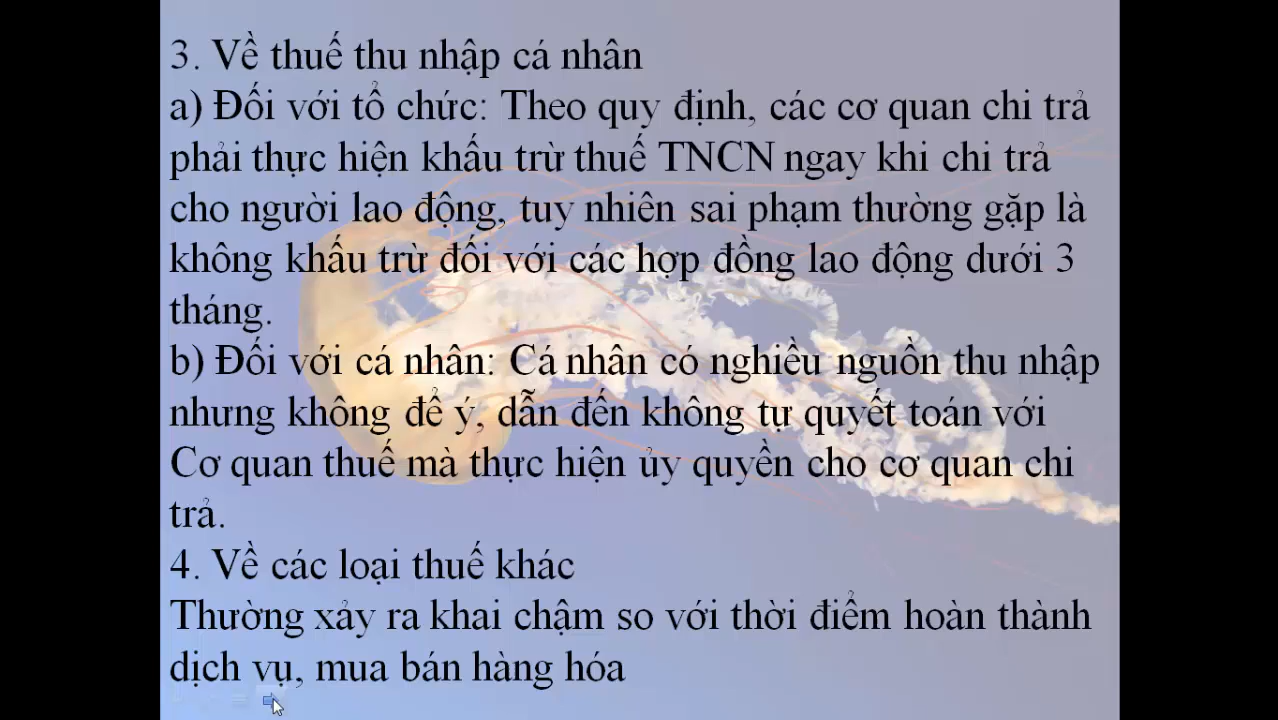 3. Về thuế thu nhập cá nhân
a) Đối với tổ chức: Theo quy định, các cơ quan chi trả
phải thực hiện khấu trừ thuế TNCN ngay khi chi trả
cho người lao động, tuy nhiên sai phạm thường gặp là
không khấu trừ đối với các hợp đồng lao động dưới 3
tháng.
b) Đối với cá nhân: Cá nhân có nghiều nguồn thu nhập
nhưng không để ý, dẫn đến không tự quyết toán với
Cơ quan thuế mà thực hiện ủy quyền cho cơ quan chi
trả.
4. Về các loại thuế khác
Thường xảy ra khai chậm so với thời điểm hoàn thành
dịch vụ, mua bán hàng hóa